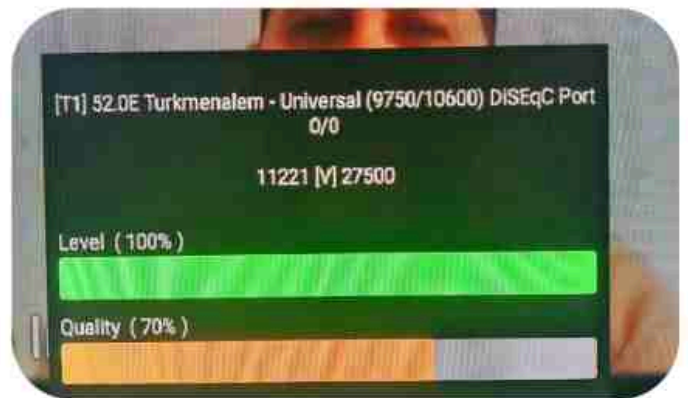 [T1] 52.0E Turkmenalem - Universal (9750/10600) DiSEqC Port
0/0
11221 [V] 27500
Level ( 100% )
Quality ( 70% )